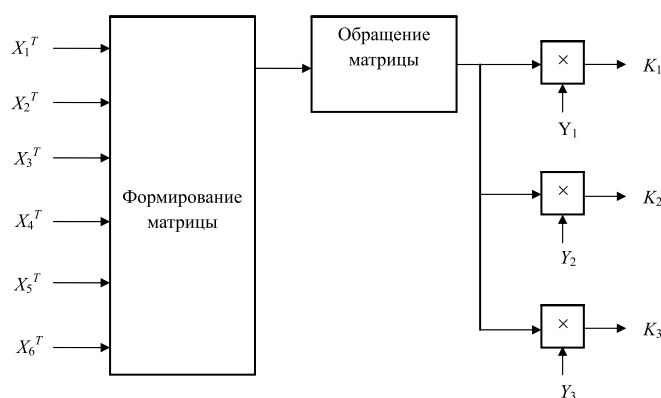 X₁ᵀ
X₂ᵀ
X₃ᵀ
X₄ᵀ
X₅ᵀ
X₆ᵀ
Формирование
матрицы
Обращение
матрицы
×
K₁
Y₁
×
K₂
Y₂
×
K₃
Y₃